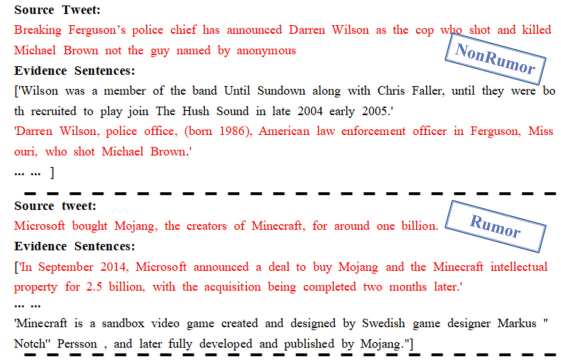 Source Tweet:
Breaking Ferguson's police chief has announced Darren Wilson as the cop who shot and killed
Michael Brown not the guy named by anonymous
NonRumor
Evidence Sentences:
['Wilson was a member of the band Until Sundown along with Chris Faller, until they were bo
th recruited to play join The Hush Sound in late 2004 early 2005.'
'Darren Wilson, police office, (born 1986), American law enforcement officer in Ferguson, Miss
ouri, who shot Michael Brown.'
... ... ]
Source tweet:
Microsoft bought Mojang, the creators of Minecraft, for around one billion.
Rumor
Evidence Sentences:
['In September 2014, Microsoft announced a deal to buy Mojang and the Minecraft intellectual
property for 2.5 billion, with the acquisition being completed two months later.'
... ...
'Minecraft is a sandbox video game created and designed by Swedish game designer Markus "
Notch" Persson , and later fully developed and published by Mojang."]